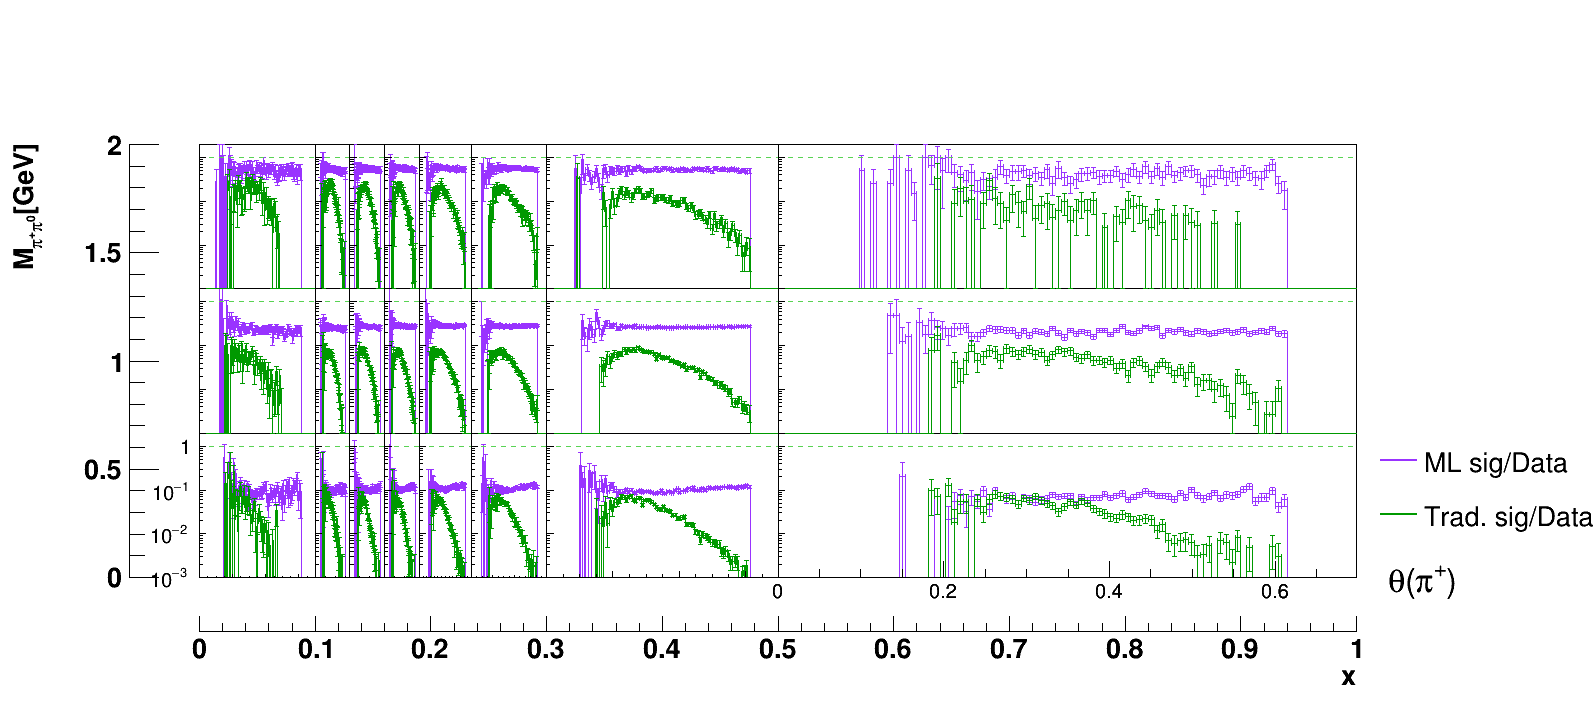 M_{π⁺π⁰}[GeV]
2
1.5
1
0.5
0
1
10⁻¹
10⁻²
10⁻³
ML sig/Data
Trad. sig/Data
0 0.2 0.4 0.6
θ(π⁺)
0 0.1 0.2 0.3 0.4 0.5 0.6 0.7 0.8 0.9 1
x